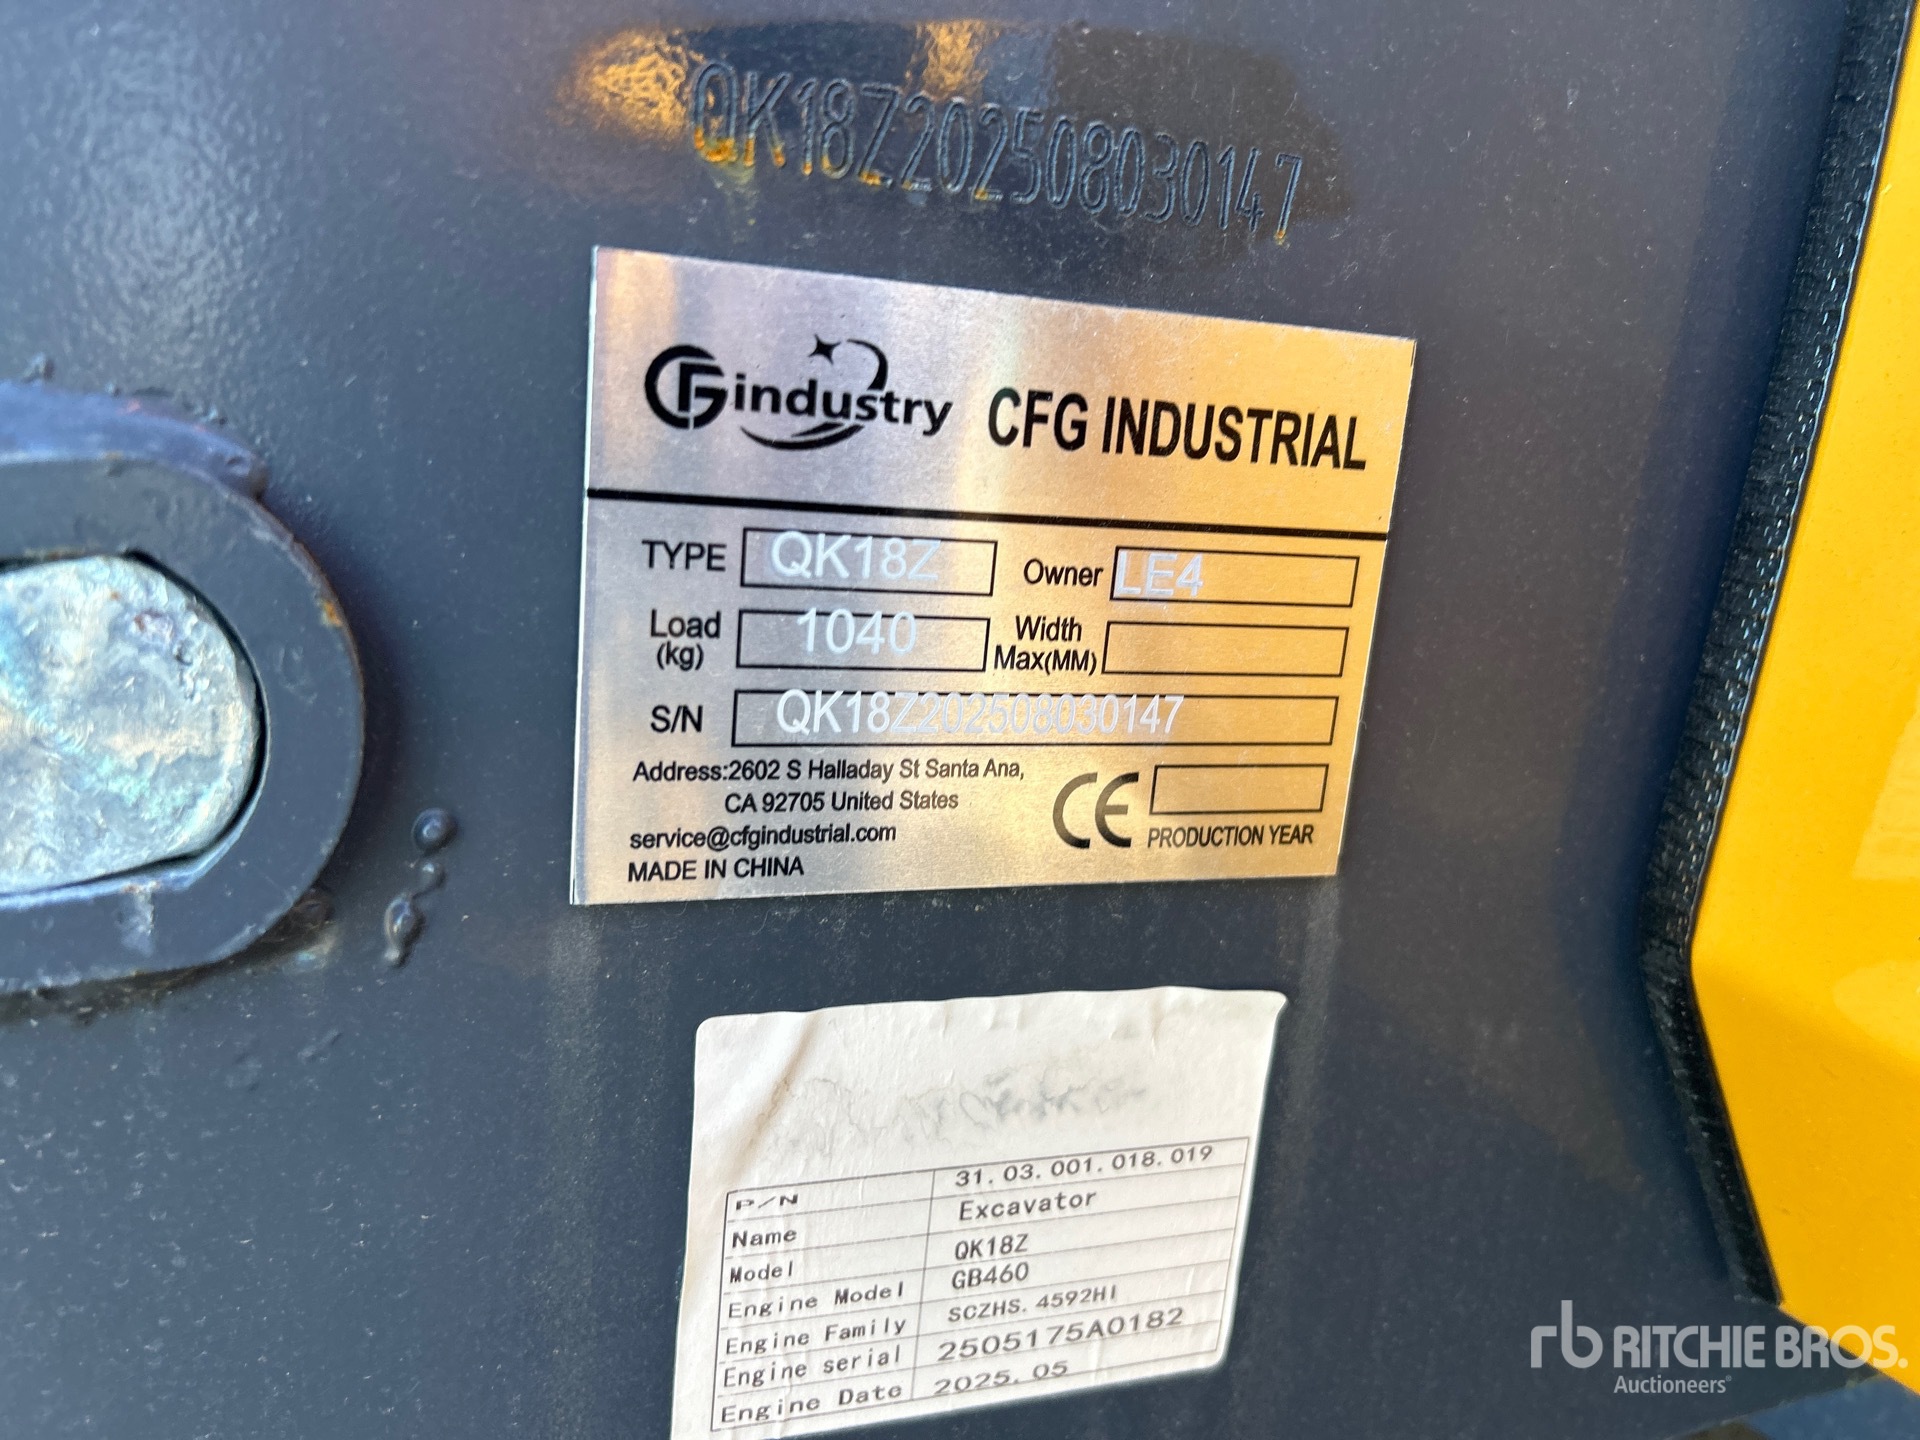 QK18Z202508030147
CFG industry CFG INDUSTRIAL
TYPE QK18Z Owner LE4
Load (kg) 1040 Width Max(MM)
S/N QK18Z202508030147
Address:2602 S Halladay St Santa Ana,
CA 92705 United States
service@cfgindustrial.com
MADE IN CHINA
CE PRODUCTION YEAR
P/N 31.03.001.018.019
Name Excavator
Model QK18Z
Engine Model GB460
Engine Family SCZHS.4592HI
Engine serial 2505175A0182
Engine Date 2025.05
rb RITCHIE BROS.
Auctioneers